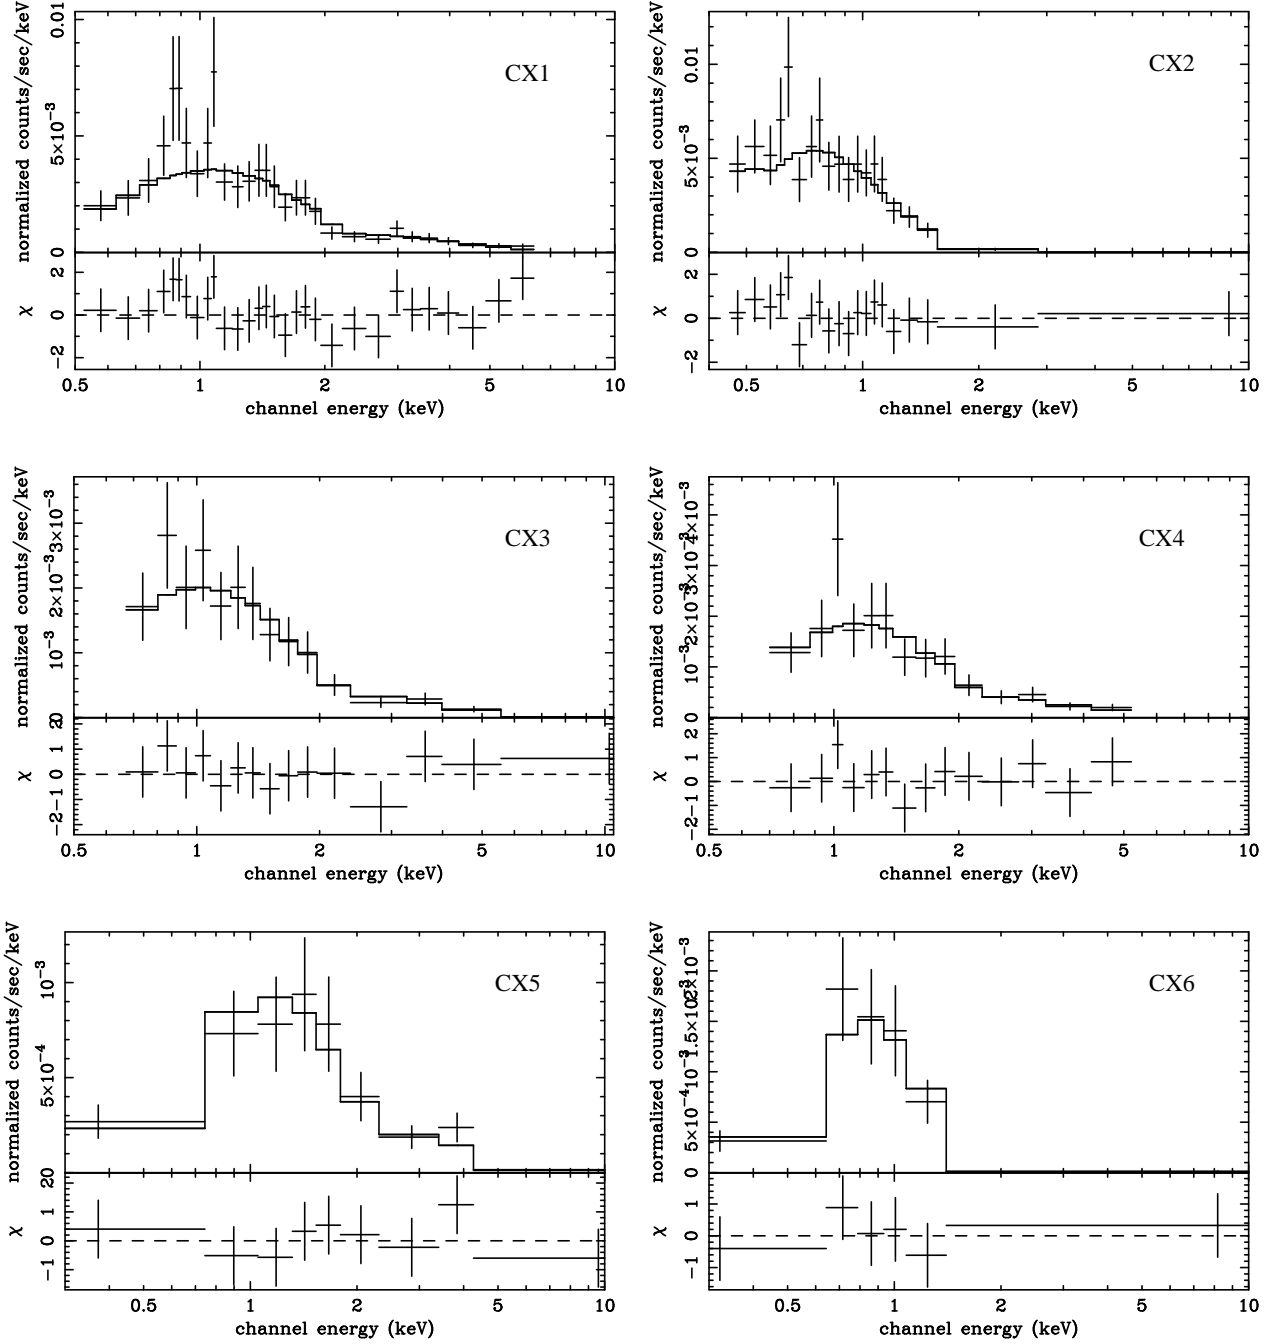 normalized counts/sec/keV
0.01
5×10⁻³
0
CX1
χ
2
0
−2
0.5 1 2 5 10
channel energy (keV)
normalized counts/sec/keV
0.01
5×10⁻³
0
CX2
χ
2
0
−2
0.5 1 2 5 10
channel energy (keV)
normalized counts/sec/keV
3×10⁻³
2×10⁻³
10⁻³
0
CX3
χ
2
1
0
−1
−2
0.5 1 2 5 10
channel energy (keV)
normalized counts/sec/keV
4×10⁻³
3×10⁻³
2×10⁻³
10⁻³
0
CX4
χ
2
1
0
−1
−2
0.5 1 2 5 10
channel energy (keV)
normalized counts/sec/keV
10⁻³
5×10⁻⁴
0
CX5
χ
2
1
0
−1
0.5 1 2 5 10
channel energy (keV)
normalized counts/sec/keV
2×10⁻³
1.5×10⁻³
10⁻³
5×10⁻⁴
0
CX6
χ
1
0
−1
0.5 1 2 5 10
channel energy (keV)